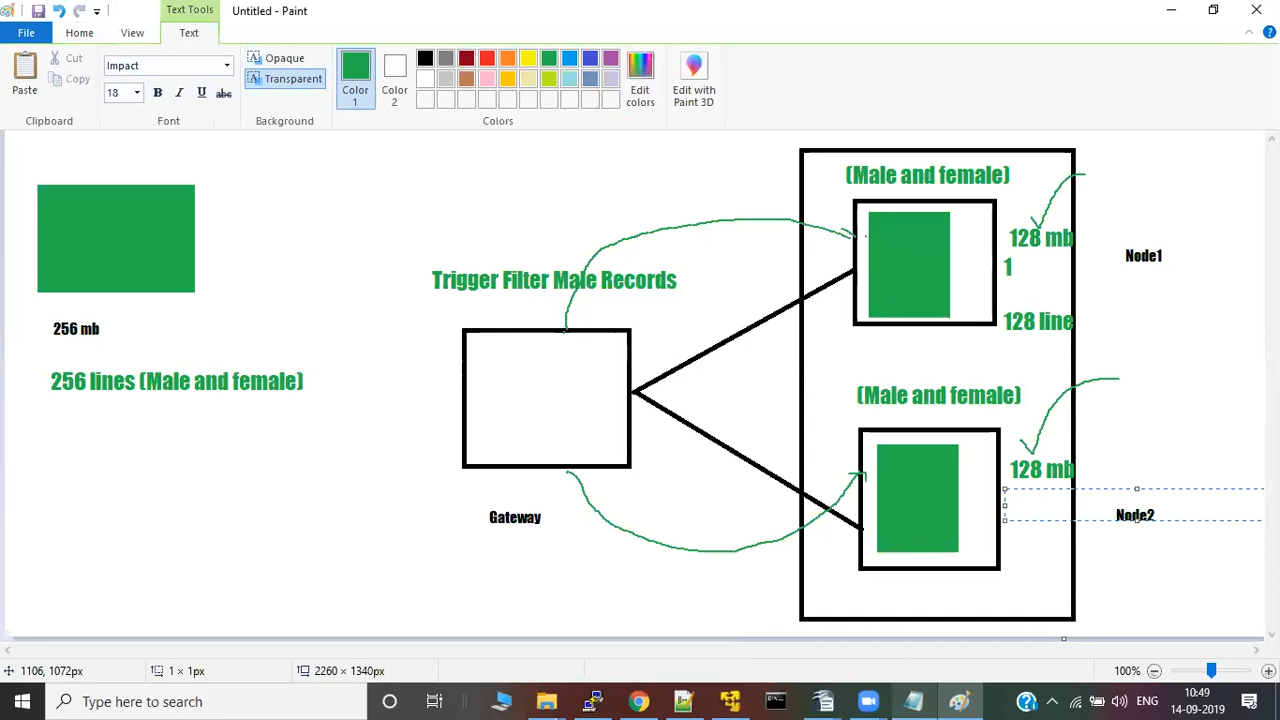 Text Tools
Untitled - Paint
File
Home
View
Text
Paste
Cut
Copy
Clipboard
Impact
18
B I U abc
Font
Opaque
Transparent
Background
Color 1
Color 2
Edit colors
Colors
Edit with Paint 3D
(Male and female)
128 mb
1
128 line
Node1
Trigger Filter Male Records
256 mb
256 lines (Male and female)
(Male and female)
128 mb
Node2
Gateway
1106, 1072px
1 × 1px
2260 × 1340px
100%
Type here to search
ENG
10:49
14-09-2019